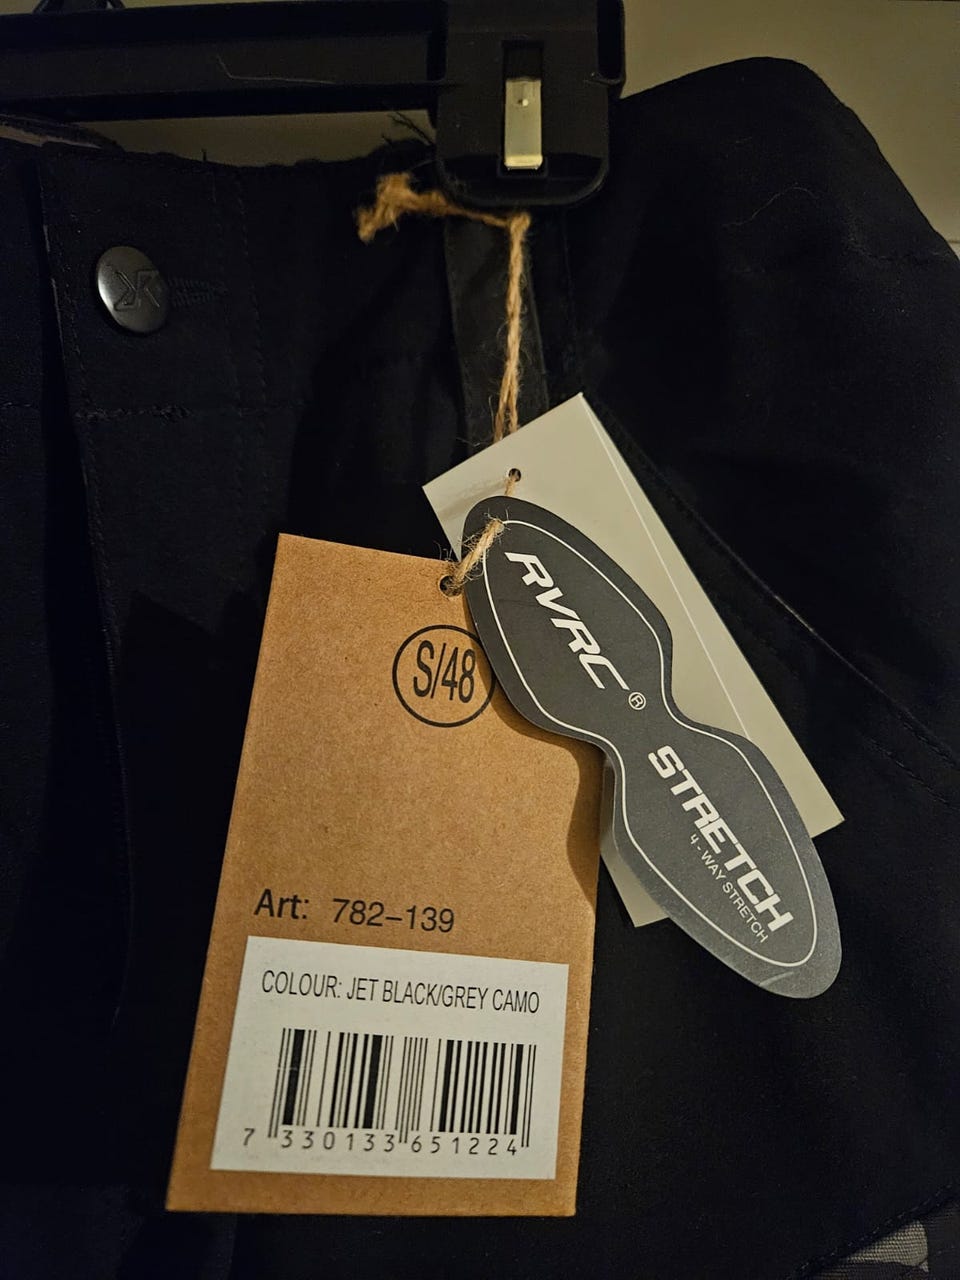 S/48
Art: 782-139
COLOUR: JET BLACK/GREY CAMO
7 330133 651224
RVRC®
STRETCH
4-WAY STRETCH